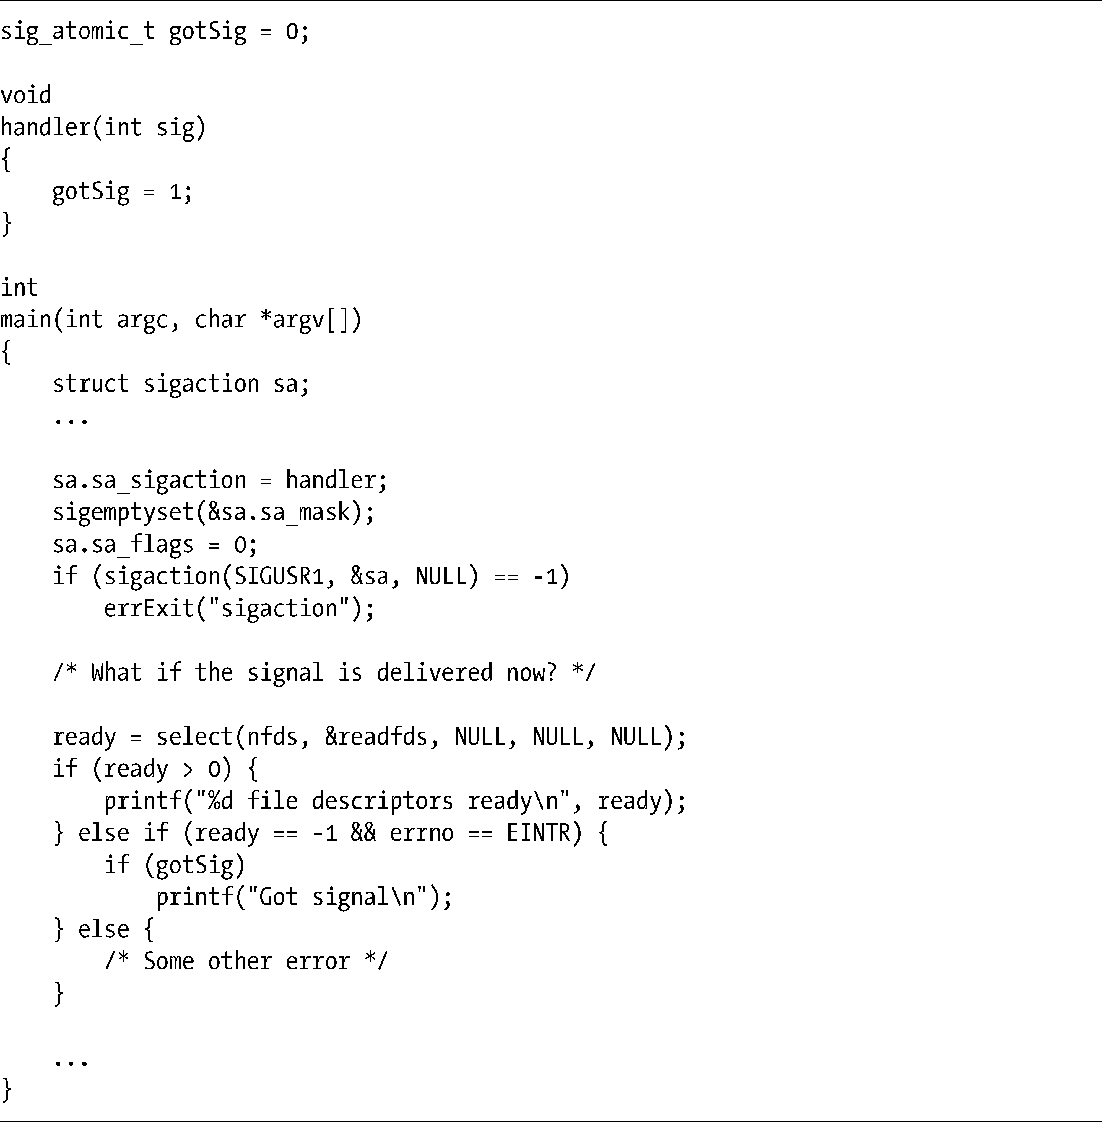 sig_atomic_t gotSig = 0;
void
handler(int sig)
{
    gotSig = 1;
}
int
main(int argc, char *argv[])
{
    struct sigaction sa;
    ...
    sa.sa_sigaction = handler;
    sigemptyset(&sa.sa_mask);
    sa.sa_flags = 0;
    if (sigaction(SIGUSR1, &sa, NULL) == -1)
        errExit("sigaction");
    /* What if the signal is delivered now? */
    ready = select(nfds, &readfds, NULL, NULL, NULL);
    if (ready > 0) {
        printf("%d file descriptors ready\n", ready);
    } else if (ready == -1 && errno == EINTR) {
        if (gotSig)
            printf("Got signal\n");
    } else {
        /* Some other error */
    }
    ...
}